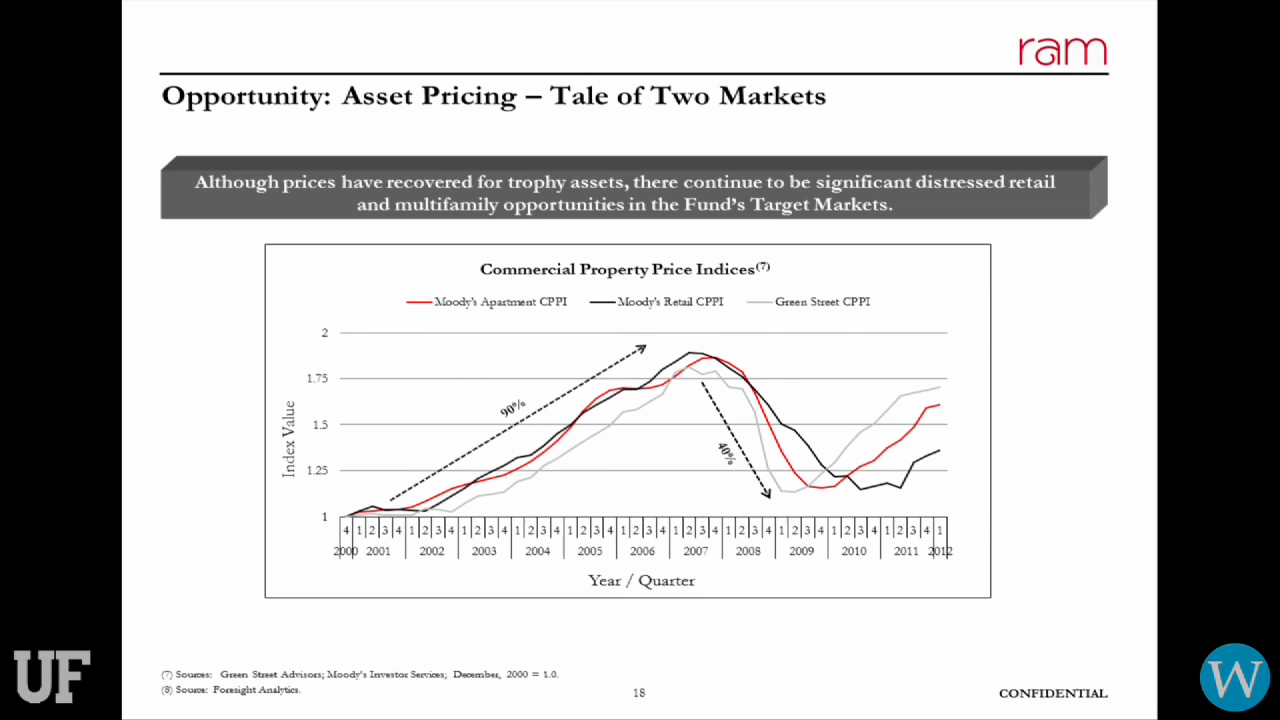 ram
Opportunity: Asset Pricing – Tale of Two Markets
Although prices have recovered for trophy assets, there continue to be significant distressed retail
and multifamily opportunities in the Fund's Target Markets.
Commercial Property Price Indices(7)
Moody's Apartment CPPI Moody's Retail CPPI Green Street CPPI
2
1.75
1.5
1.25
1
Index Value
90%
40%
4 1 2 3 4 1 2 3 4 1 2 3 4 1 2 3 4 1 2 3 4 1 2 3 4 1 2 3 4 1 2 3 4 1 2 3 4 1 2 3 4 1 2 3 4 1
2000 2001 2002 2003 2004 2005 2006 2007 2008 2009 2010 2011 2012
Year / Quarter
(7) Sources: Green Street Advisors; Moody's Investor Services; December, 2000 = 1.0.
(8) Source: Foresight Analytics.
18
CONFIDENTIAL
UF
W